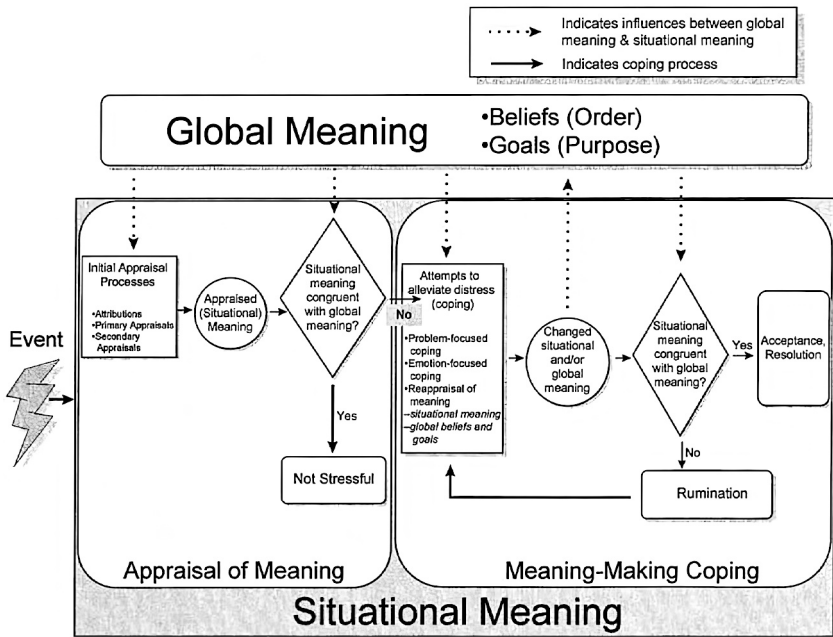 Indicates influences between global
meaning & situational meaning
Indicates coping process
Global Meaning
•Beliefs (Order)
•Goals (Purpose)
Event
Initial Appraisal
Processes
•Attributions
•Primary Appraisals
•Secondary
Appraisals
Appraised
(Situational)
Meaning
Situational
meaning
congruent
with global
meaning?
Yes
Not Stressful
No
Appraisal of Meaning
Attempts to
alleviate distress
(coping)
•Problem-focused
coping
•Emotion-focused
coping
•Reappraisal of
meaning
–situational meaning
–global beliefs and
goals
Changed
situational
and/or
global
meaning
Situational
meaning
congruent
with global
meaning?
Yes
Acceptance,
Resolution
No
Rumination
Meaning-Making Coping
Situational Meaning